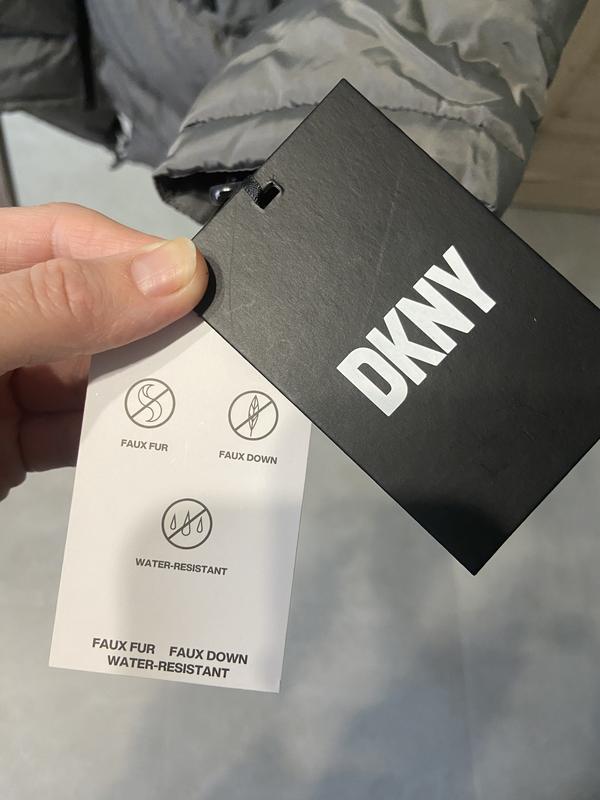 DKNY
FAUX FUR
FAUX DOWN
WATER-RESISTANT
FAUX FUR FAUX DOWN
WATER-RESISTANT